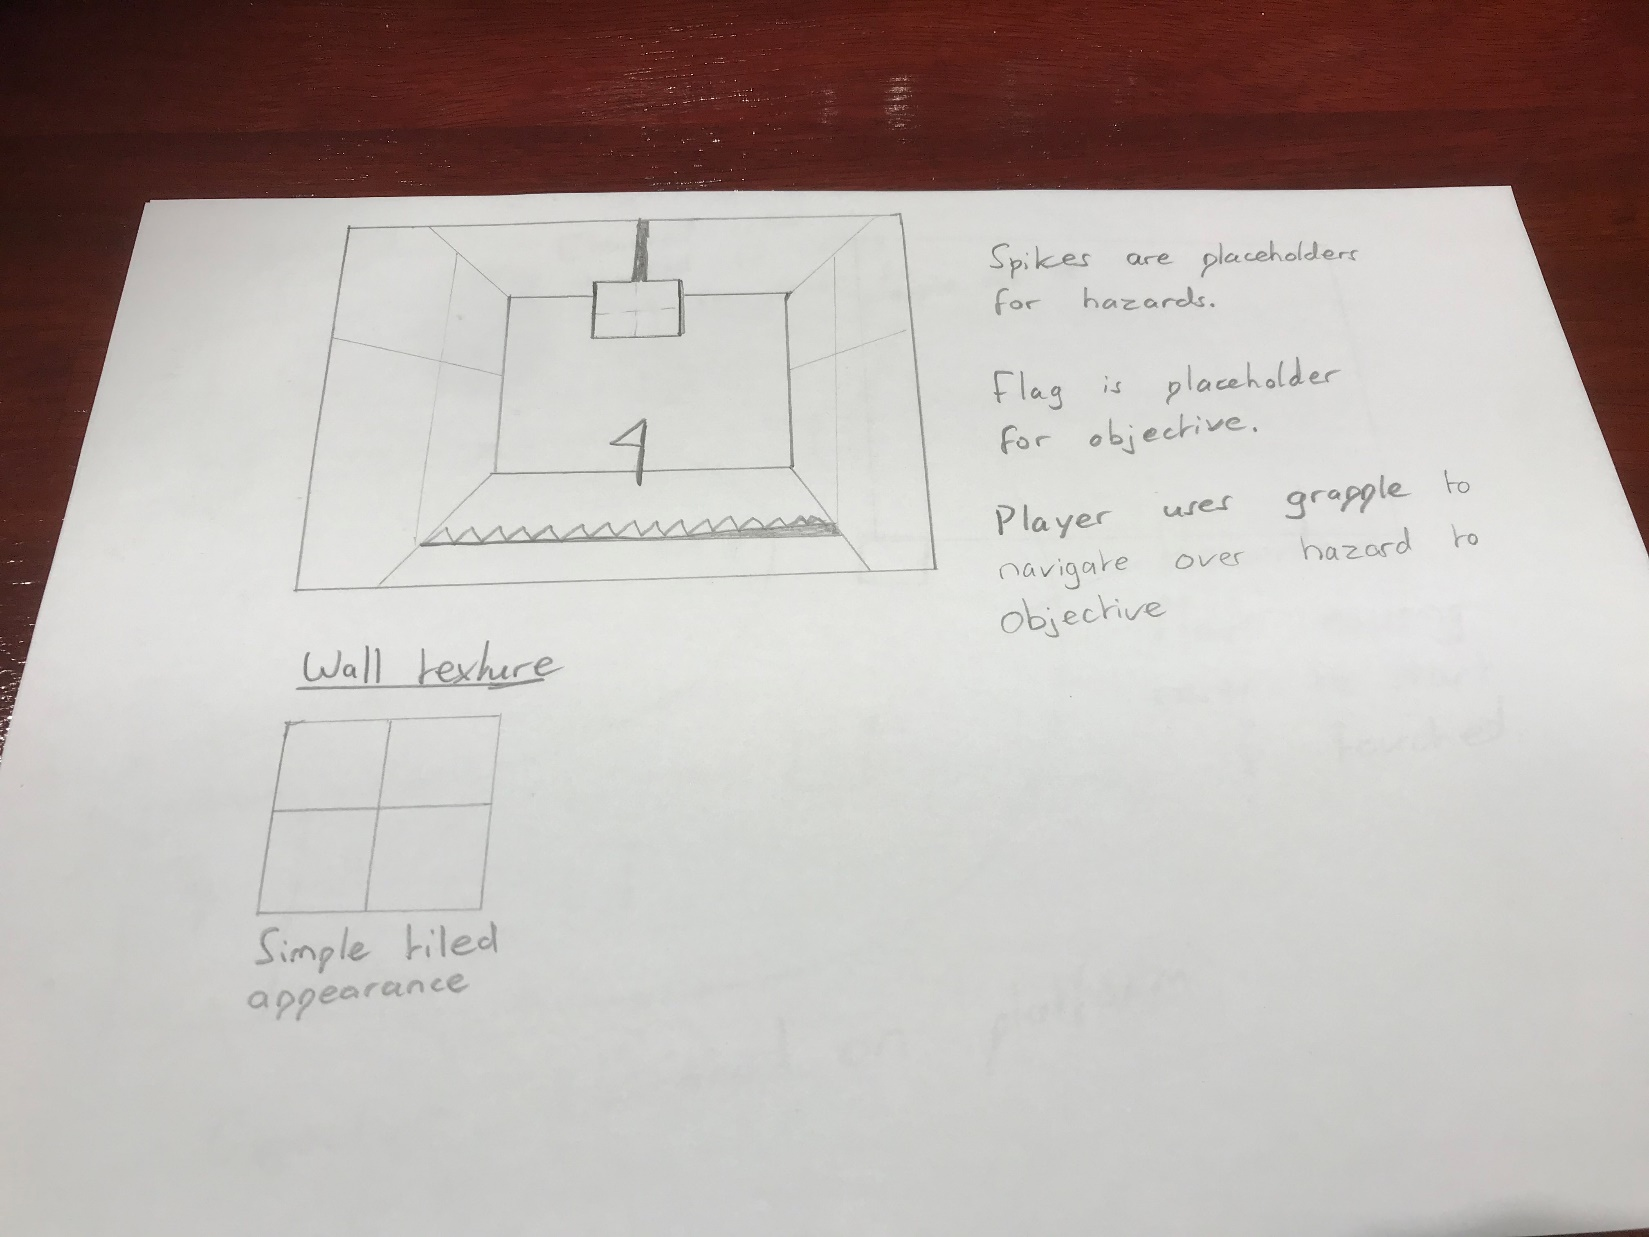 Spikes are placeholders
for hazards.
Flag is placeholder
for objective.
Player uses grapple to
navigate over hazard to
objective
Wall texture
Simple tiled
appearance